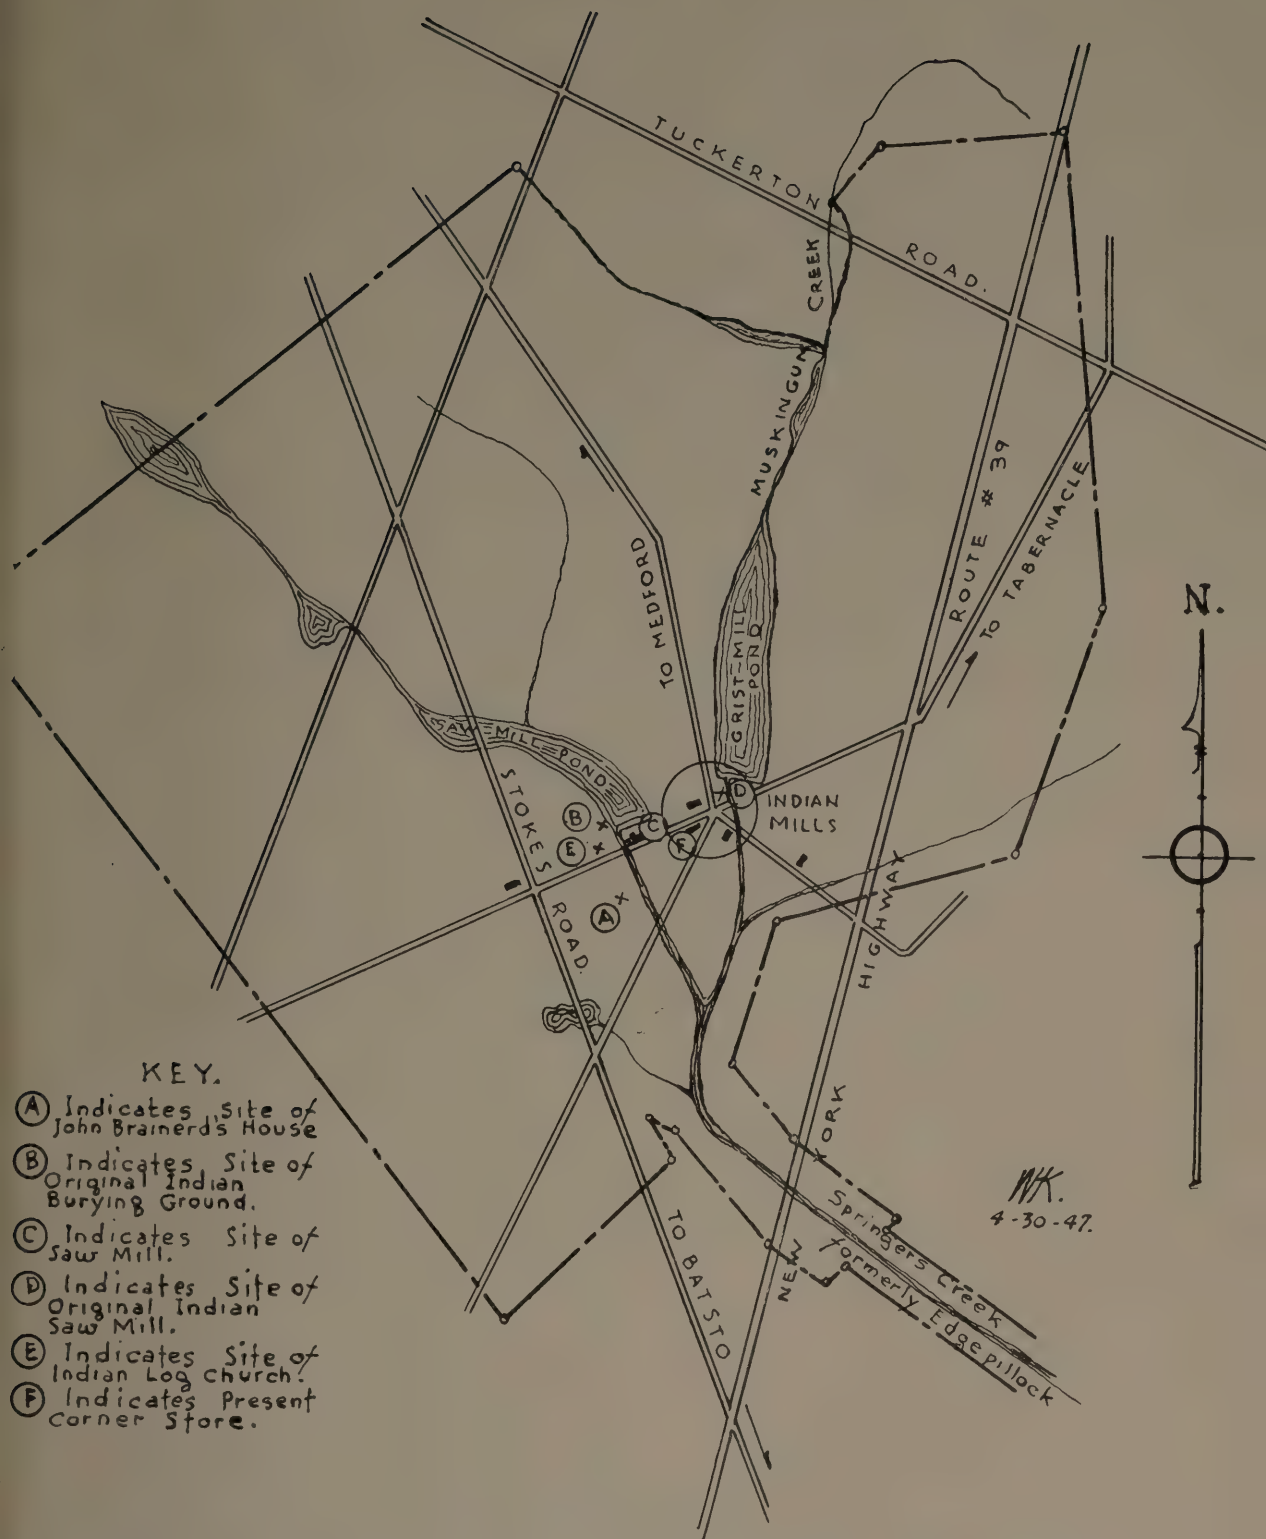 TUCKERTON ROAD.
MUSKINGUM CREEK
ROUTE # 39
TO TABERNACLE
TO MEDFORD
GRIST-MILL
POND
N.
SAW-MILL POND
STOKES ROAD.
B
C
D
E
F
A
INDIAN
MILLS
NEW YORK HIGHWAY
TO BATSTO
Springers Creek
formerly Edgepillock
WK.
4-30-47.
KEY.
A Indicates Site of
John Brainerd's House
B Indicates Site of
Original Indian
Burying Ground.
C Indicates Site of
Saw Mill.
D Indicates Site of
Original Indian
Saw Mill.
E Indicates Site of
Indian Log Church.
F Indicates Present
Corner Store.